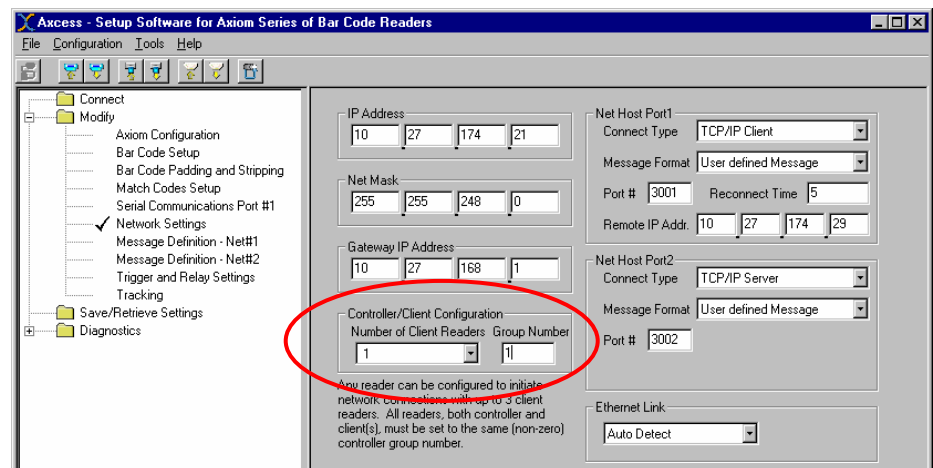 Axcess - Setup Software for Axiom Series of Bar Code Readers
File Configuration Tools Help
Connect
Modify
Axiom Configuration
Bar Code Setup
Bar Code Padding and Stripping
Match Codes Setup
Serial Communications Port #1
Network Settings
Message Definition - Net#1
Message Definition - Net#2
Trigger and Relay Settings
Tracking
Save/Retrieve Settings
Diagnostics
IP Address
10 . 27 . 174 . 21
Net Mask
255 . 255 . 248 . 0
Gateway IP Address
10 . 27 . 168 . 1
Controller/Client Configuration
Number of Client Readers Group Number
1 1
Any reader can be configured to initiate
network connections with up to 3 client
readers. All readers, both controller and
client(s), must be set to the same (non-zero)
controller group number.
Net Host Port1
Connect Type TCP/IP Client
Message Format User defined Message
Port # 3001 Reconnect Time 5
Remote IP Addr. 10 . 27 . 174 . 29
Net Host Port2
Connect Type TCP/IP Server
Message Format User defined Message
Port # 3002
Ethernet Link
Auto Detect